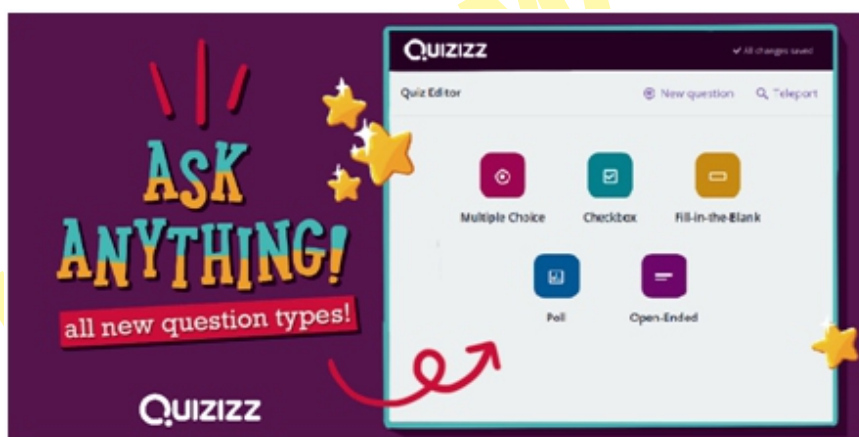 ASK
ANYTHING!
all new question types!
QUIZIZZ
QUIZIZZ
All changes saved
Quiz Editor
New question
Teleport
Multiple Choice
Checkbox
Fill-in-the-Blank
Poll
Open-Ended